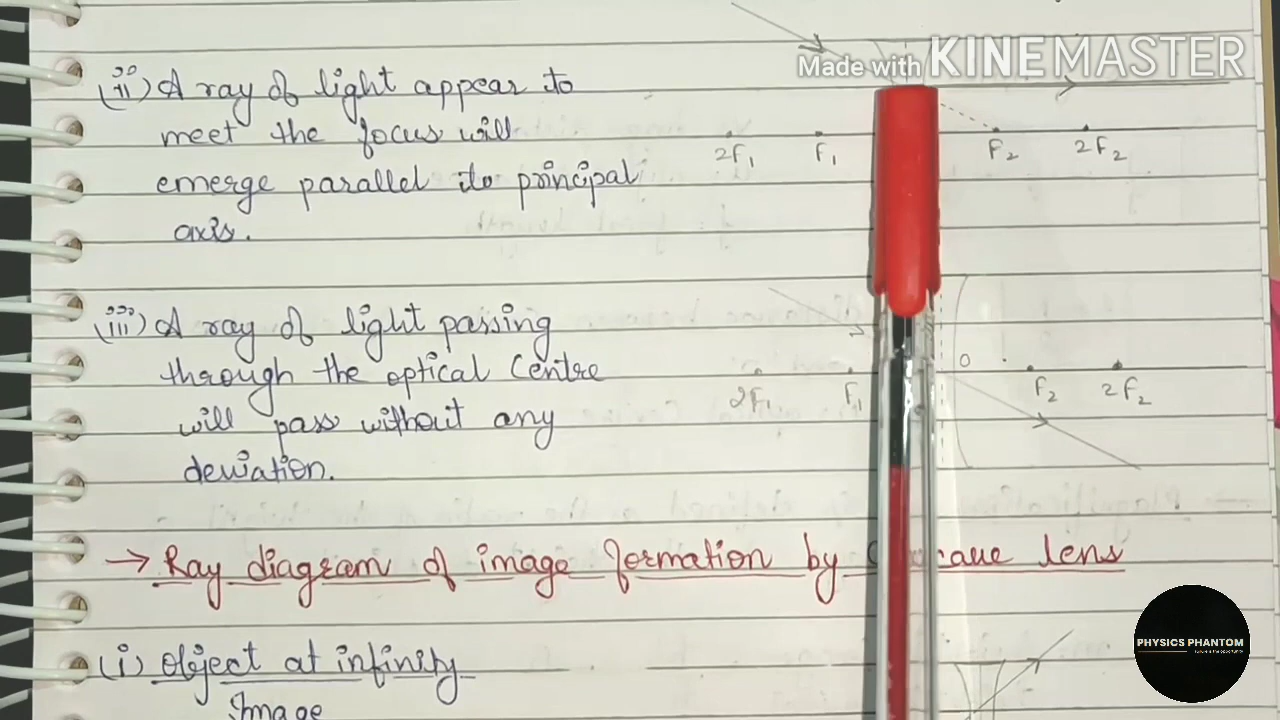 Made with KINEMASTER
(ii) A ray of light appear to
meet the focus will
emerge parallel to principal
axis.
2F1 F1 F2 2F2
(iii) A ray of light passing
through the optical Centre
will pass without any
deviation.
2F1 F1 O F2 2F2
→ Ray diagram of image formation by lens
(i) Object at infinity
Image
PHYSICS PHANTOM